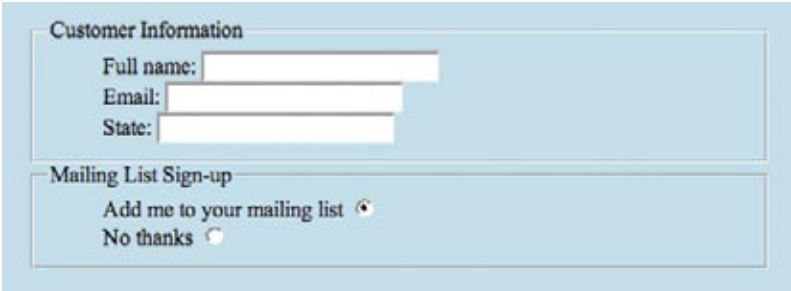 Customer Information
Full name:
Email:
State:
Mailing List Sign-up
Add me to your mailing list
No thanks